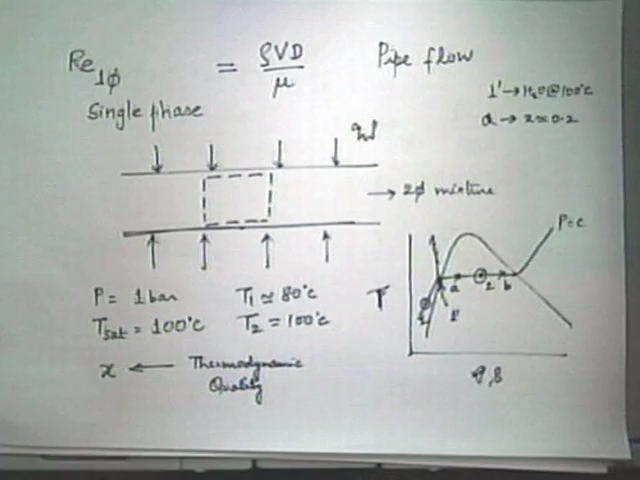 Re1φ = ρVD/μ Pipe flow
Single phase
1' → H2O @ 100°C
a → x ≈ 0.2
→ 2φ mixture
P = 1 bar T1 ≃ 80°C
Tsat = 100°C T2 = 100°C
x ← Thermodynamic Quality
T
P=c
a 2 b
1'